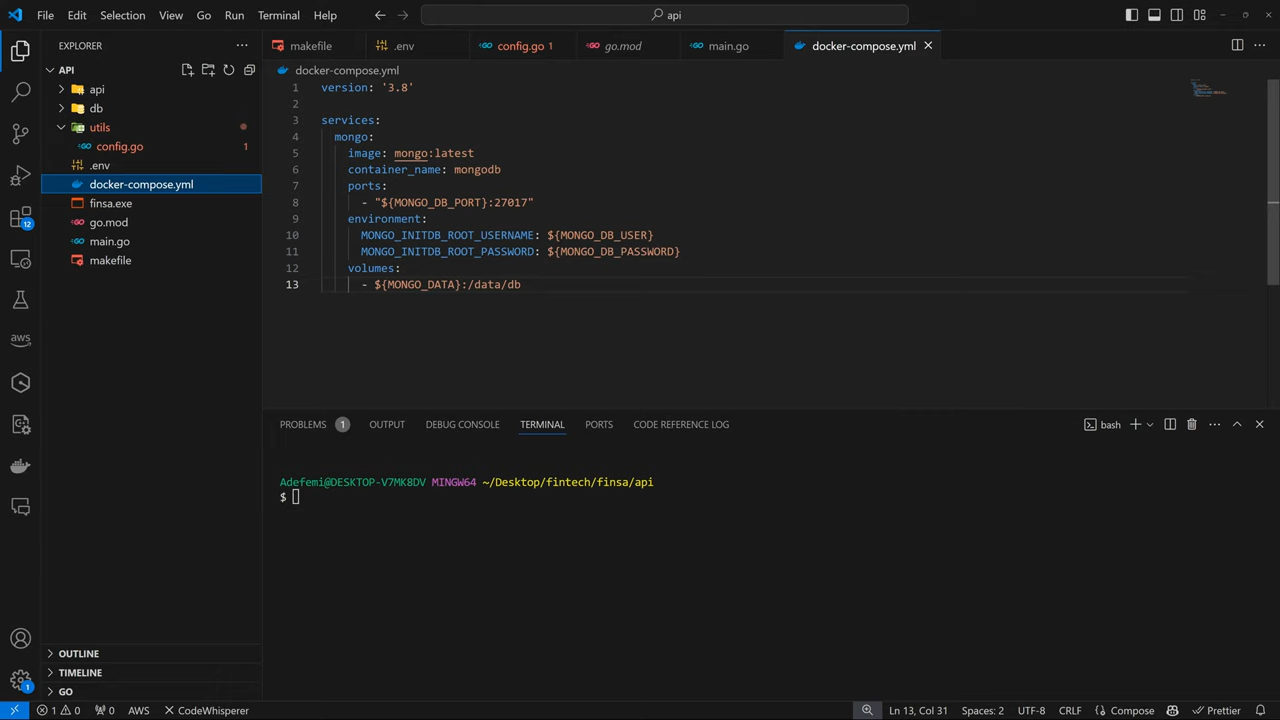 File Edit Selection View Go Run Terminal Help
api
EXPLORER
API
api
db
utils
config.go 1
.env
docker-compose.yml
finsa.exe
go.mod
main.go
makefile
OUTLINE
TIMELINE
GO
makefile .env config.go 1 go.mod main.go docker-compose.yml
docker-compose.yml
1 version: '3.8'
2
3 services:
4 mongo:
5 image: mongo:latest
6 container_name: mongodb
7 ports:
8 - "${MONGO_DB_PORT}:27017"
9 environment:
10 MONGO_INITDB_ROOT_USERNAME: ${MONGO_DB_USER}
11 MONGO_INITDB_ROOT_PASSWORD: ${MONGO_DB_PASSWORD}
12 volumes:
13 - ${MONGO_DATA}:/data/db
PROBLEMS 1 OUTPUT DEBUG CONSOLE TERMINAL PORTS CODE REFERENCE LOG bash
Adefemi@DESKTOP-V7MK8DV MINGW64 ~/Desktop/fintech/finsa/api
$
12
aws
1
1 0 0 AWS CodeWhisperer Ln 13, Col 31 Spaces: 2 UTF-8 CRLF Compose Prettier